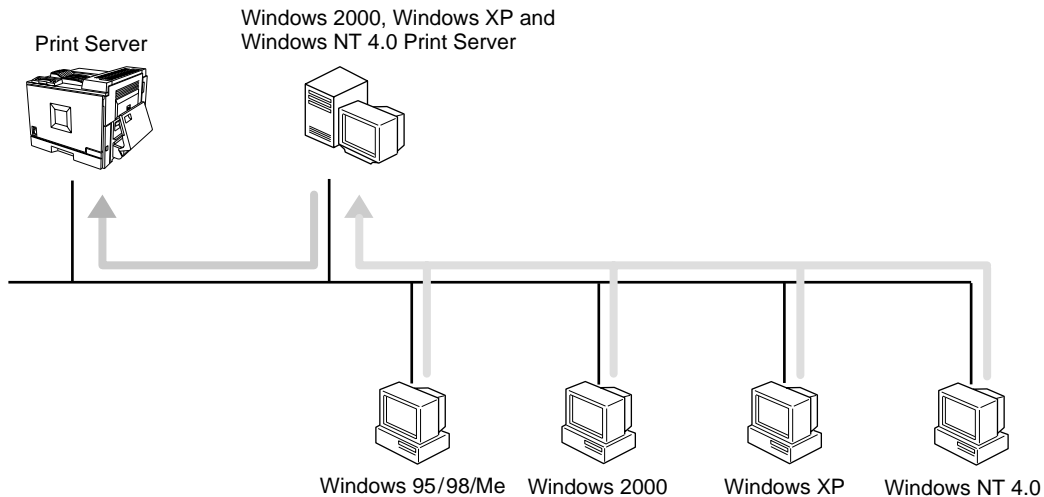 Windows 2000, Windows XP and
Windows NT 4.0 Print Server
Print Server
Windows 95/98/Me
Windows 2000
Windows XP
Windows NT 4.0